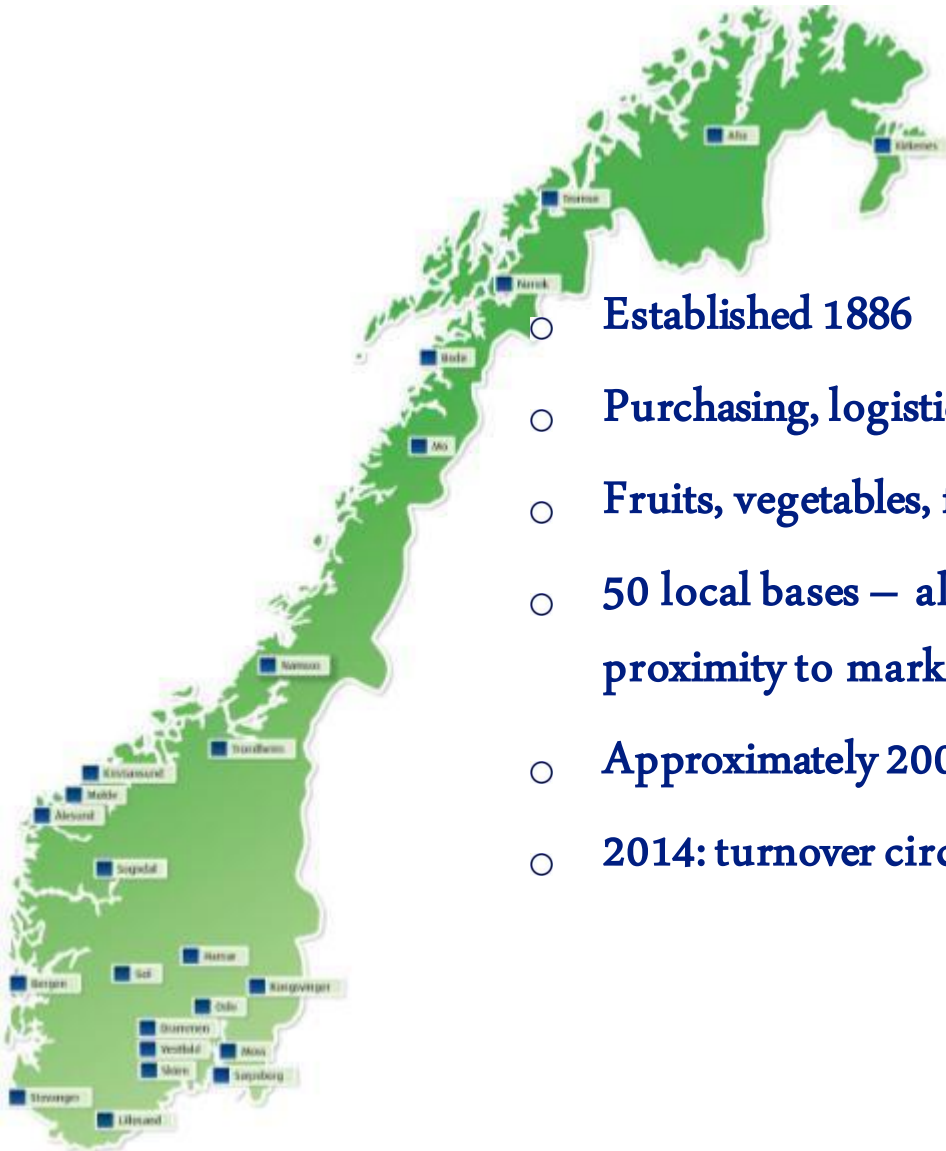 Alta
Kirkenes
Tromsø
Narvik
Bodø
Mo
Namsos
Trondheim
Kristiansund
Molde
Ålesund
Sogndal
Hamar
Gol
Bergen
Kongsvinger
Oslo
Drammen
Vestfold
Moss
Skien
Sarpsborg
Stavanger
Lillesand
Established 1886
Purchasing, logisti
Fruits, vegetables,
50 local bases – al
proximity to mark
Approximately 200
2014: turnover circ